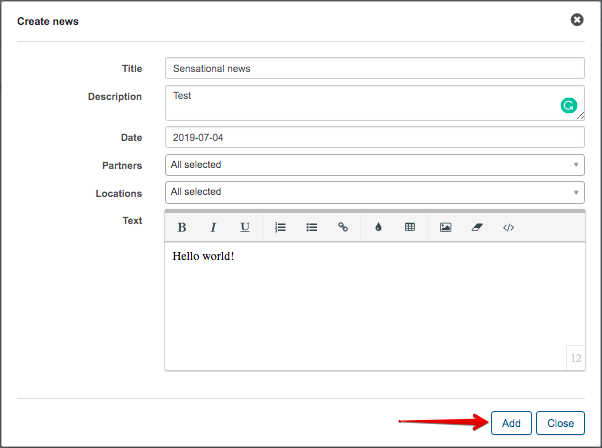 Create news
Title Sensational news
Description Test
Date 2019-07-04
Partners All selected
Locations All selected
Text B I U </>
Hello world!
12
Add Close